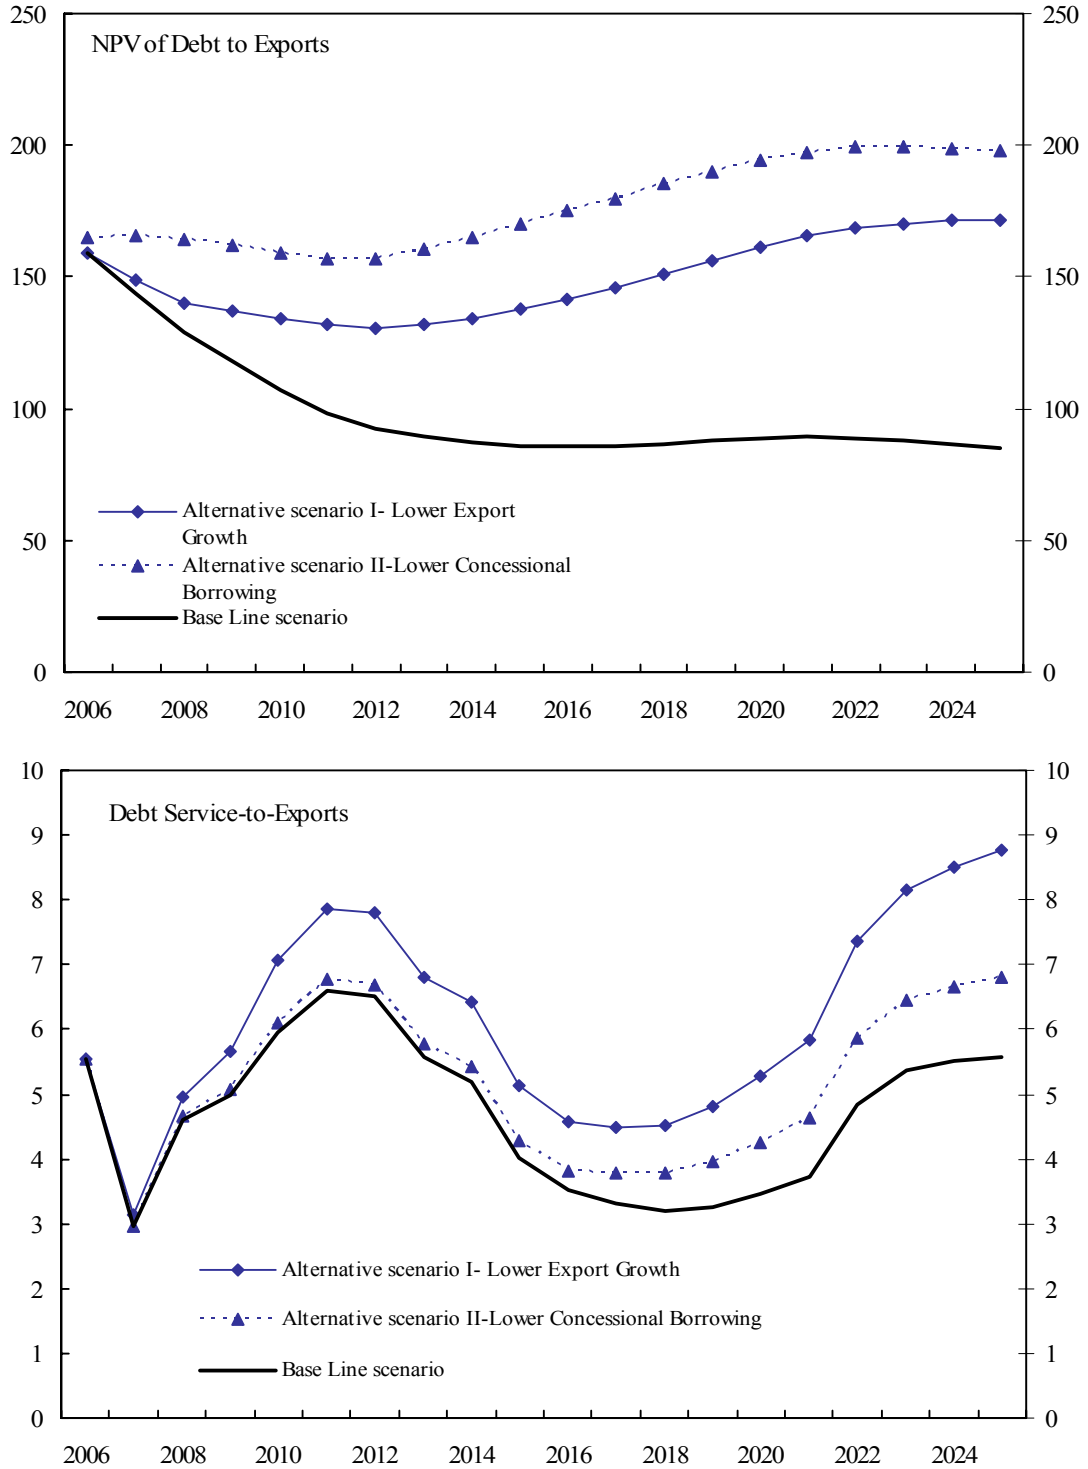 250 250
NPV of Debt to Exports
200 200
150 150
100 100
Alternative scenario I- Lower Export
Growth
50 50
Alternative scenario II-Lower Concessional
Borrowing
Base Line scenario
0 0
2006 2008 2010 2012 2014 2016 2018 2020 2022 2024
10 10
Debt Service-to-Exports
9 9
8 8
7 7
6 6
5 5
4 4
3 3
Alternative scenario I- Lower Export Growth
2 2
Alternative scenario II-Lower Concessional Borrowing
1 1
Base Line scenario
0 0
2006 2008 2010 2012 2014 2016 2018 2020 2022 2024